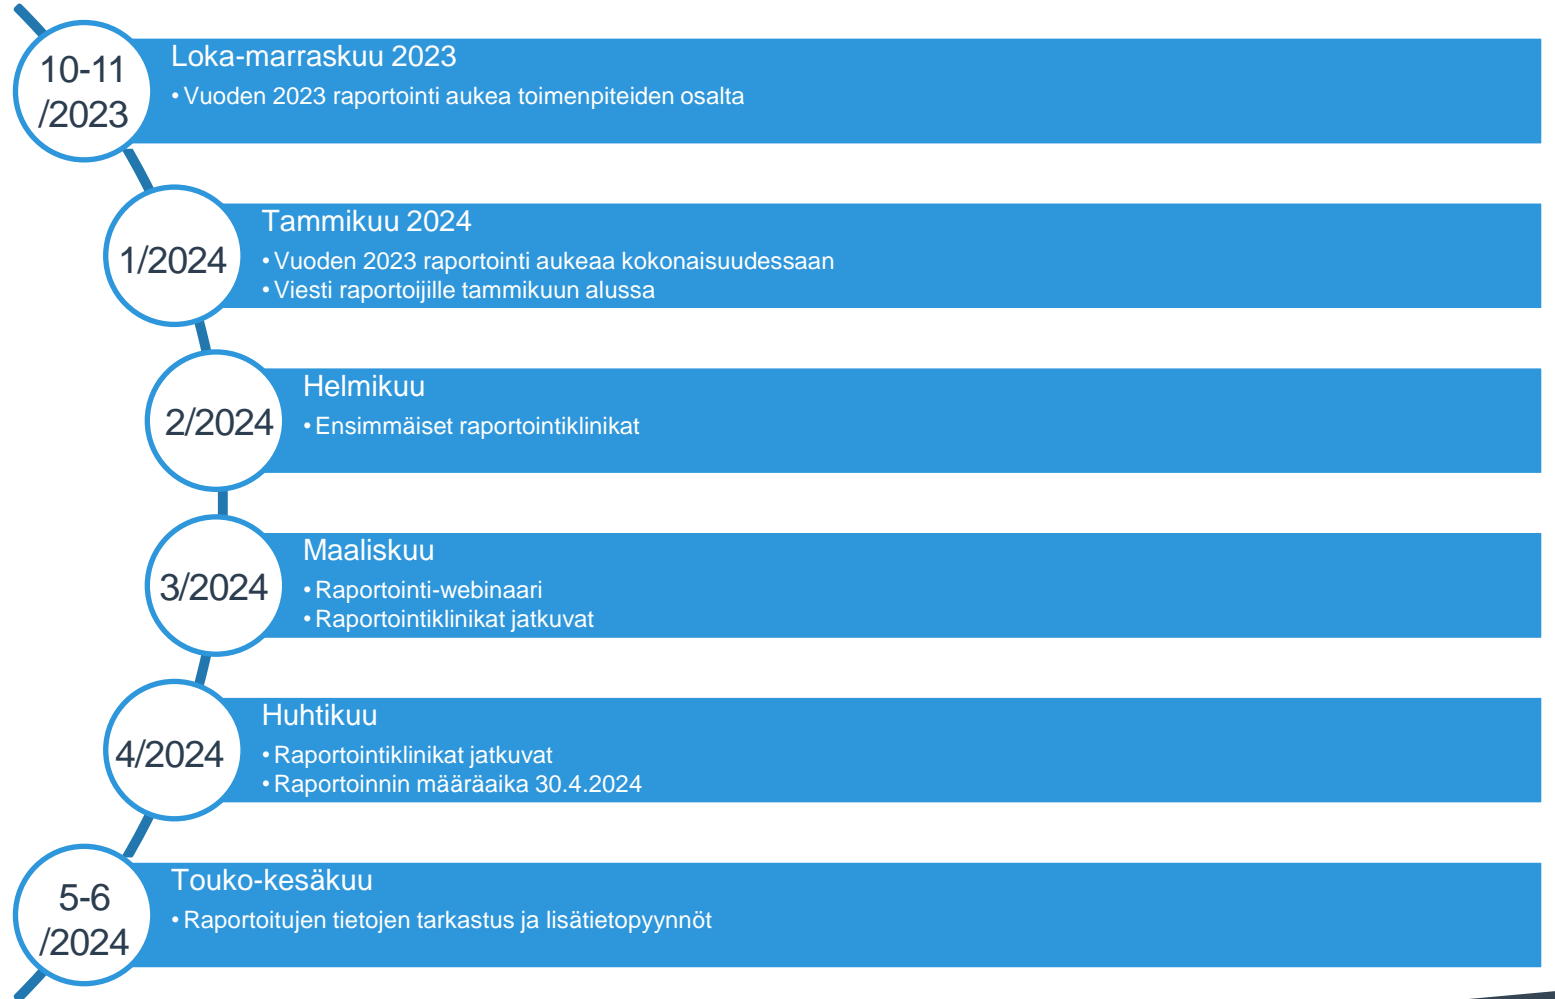 10-11
/2023
Loka-marraskuu 2023
• Vuoden 2023 raportointi aukea toimenpiteiden osalta
1/2024
Tammikuu 2024
• Vuoden 2023 raportointi aukeaa kokonaisuudessaan
• Viesti raportoijille tammikuun alussa
2/2024
Helmikuu
• Ensimmäiset raportointiklinikat
3/2024
Maaliskuu
• Raportointi-webinaari
• Raportointiklinikat jatkuvat
4/2024
Huhtikuu
• Raportointiklinikat jatkuvat
• Raportoinnin määräaika 30.4.2024
5-6
/2024
Touko-kesäkuu
• Raportoitujen tietojen tarkastus ja lisätietopyynnöt